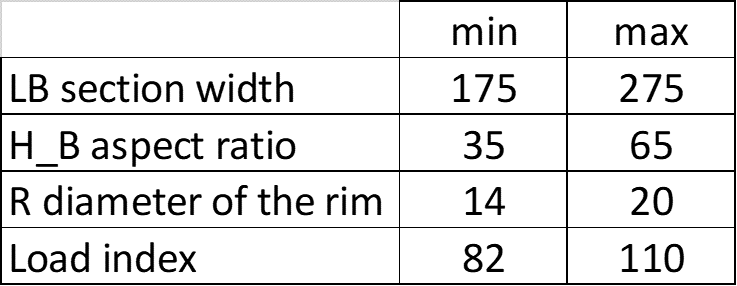 min max
LB section width 175 275
H_B aspect ratio 35 65
R diameter of the rim 14 20
Load index 82 110